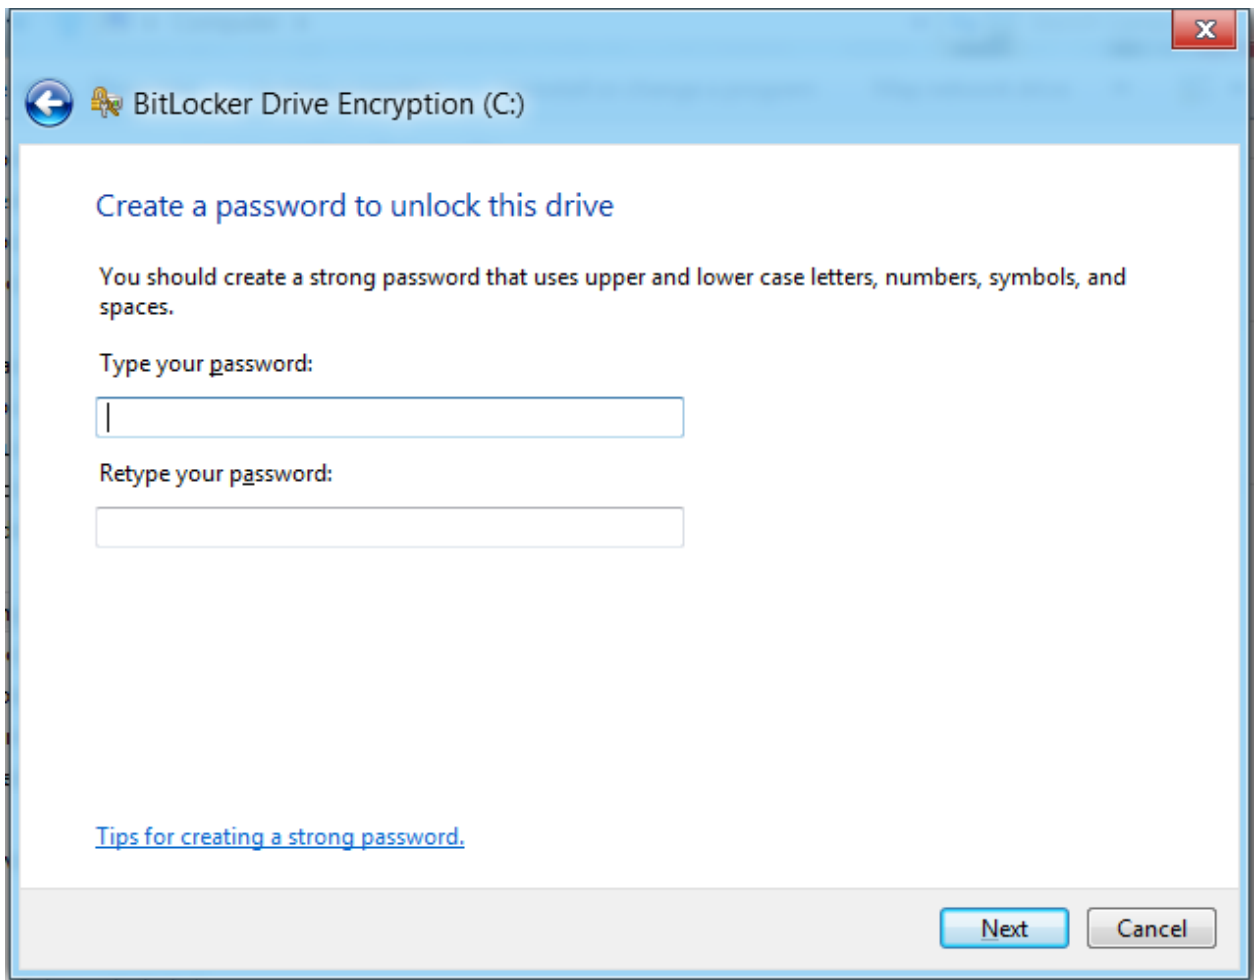 BitLocker Drive Encryption (C:)
Create a password to unlock this drive
You should create a strong password that uses upper and lower case letters, numbers, symbols, and
spaces.
Type your password:
Retype your password:
Tips for creating a strong password.
Next Cancel